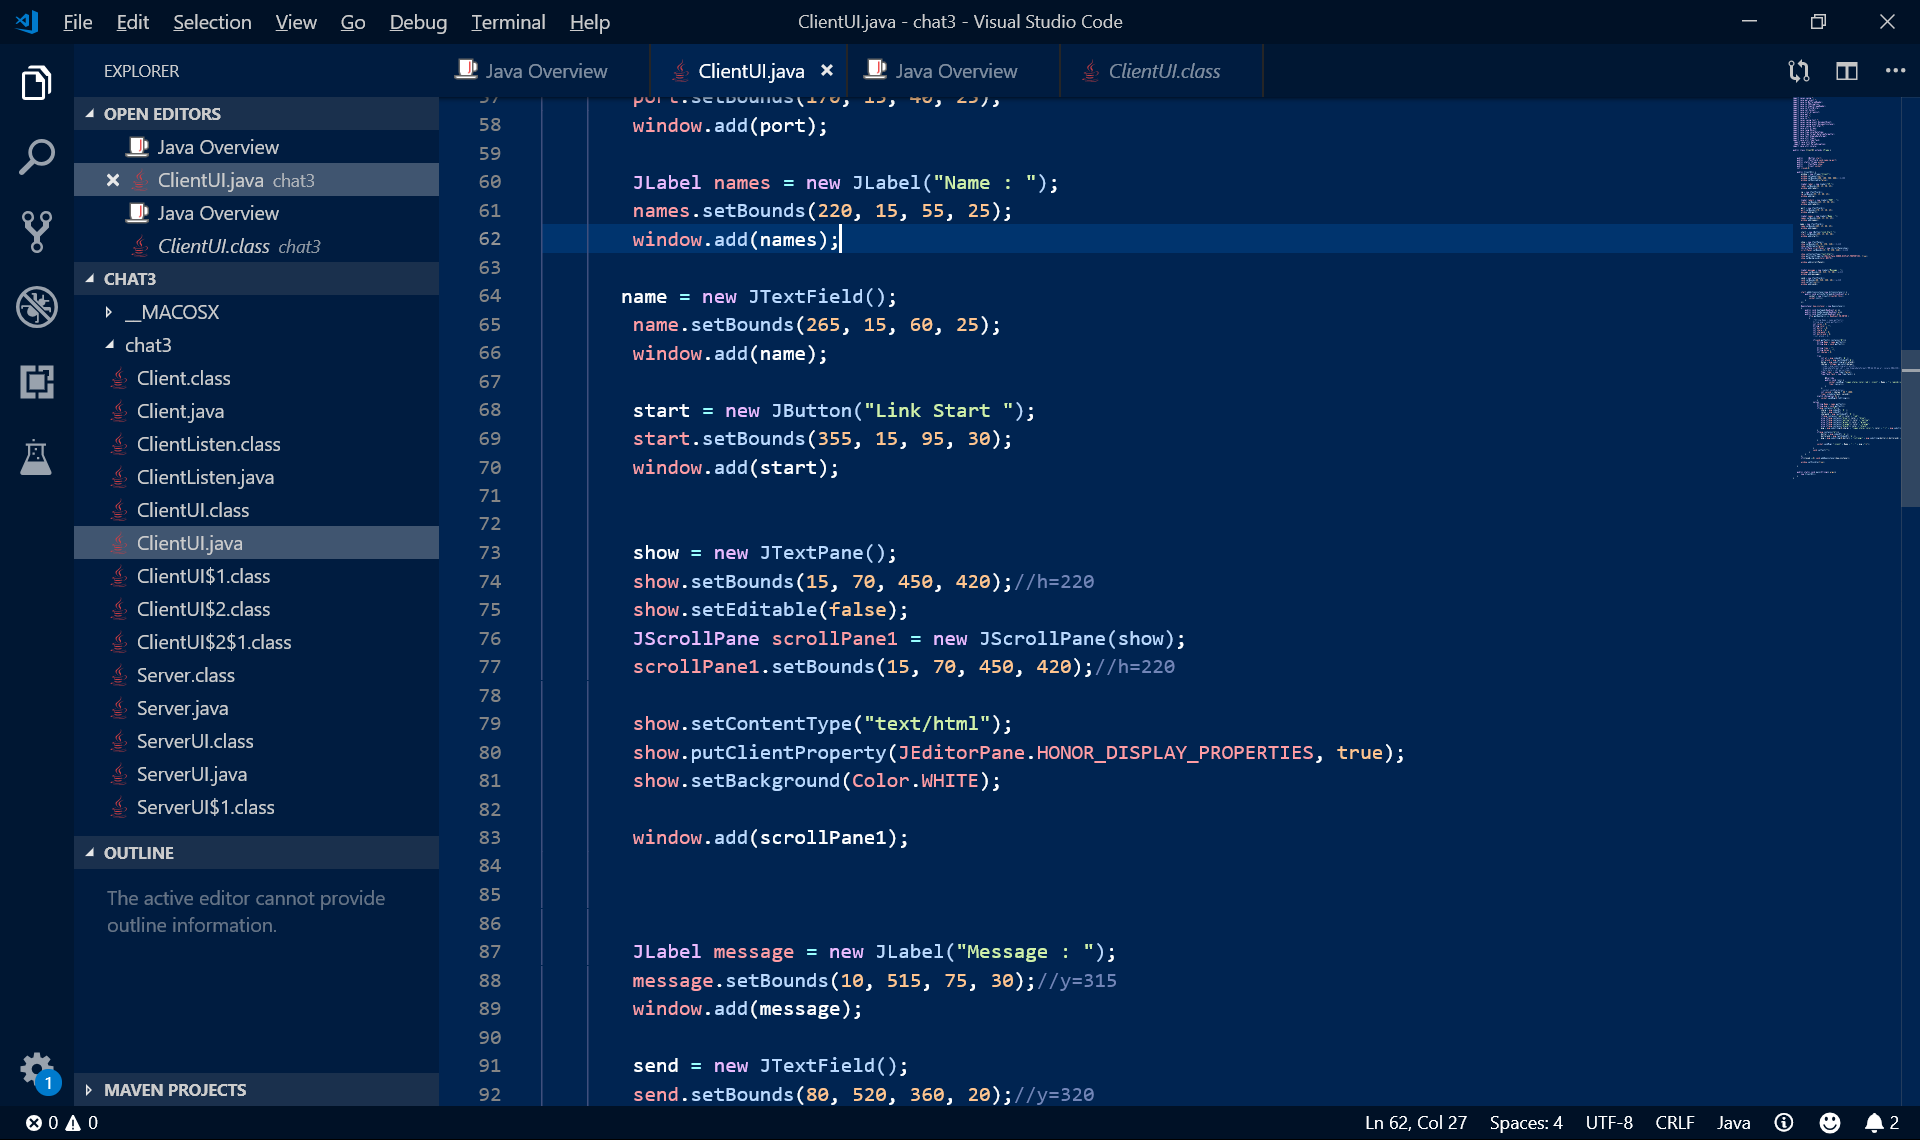 File Edit Selection View Go Debug Terminal Help
ClientUI.java - chat3 - Visual Studio Code
EXPLORER
Java Overview
ClientUI.java
Java Overview
ClientUI.class
OPEN EDITORS
Java Overview
ClientUI.java chat3
Java Overview
ClientUI.class chat3
CHAT3
__MACOSX
chat3
Client.class
Client.java
ClientListen.class
ClientListen.java
ClientUI.class
ClientUI.java
ClientUI$1.class
ClientUI$2.class
ClientUI$2$1.class
Server.class
Server.java
ServerUI.class
ServerUI.java
ServerUI$1.class
OUTLINE
The active editor cannot provide
outline information.
MAVEN PROJECTS
1
57 port.setBounds(170, 15, 40, 25);
58 window.add(port);
59
60 JLabel names = new JLabel("Name : ");
61 names.setBounds(220, 15, 55, 25);
62 window.add(names);
63
64 name = new JTextField();
65 name.setBounds(265, 15, 60, 25);
66 window.add(name);
67
68 start = new JButton("Link Start ");
69 start.setBounds(355, 15, 95, 30);
70 window.add(start);
71
72
73 show = new JTextPane();
74 show.setBounds(15, 70, 450, 420);//h=220
75 show.setEditable(false);
76 JScrollPane scrollPane1 = new JScrollPane(show);
77 scrollPane1.setBounds(15, 70, 450, 420);//h=220
78
79 show.setContentType("text/html");
80 show.putClientProperty(JEditorPane.HONOR_DISPLAY_PROPERTIES, true);
81 show.setBackground(Color.WHITE);
82
83 window.add(scrollPane1);
84
85
86
87 JLabel message = new JLabel("Message : ");
88 message.setBounds(10, 515, 75, 30);//y=315
89 window.add(message);
90
91 send = new JTextField();
92 send.setBounds(80, 520, 360, 20);//y=320
0 0
Ln 62, Col 27 Spaces: 4 UTF-8 CRLF Java 2